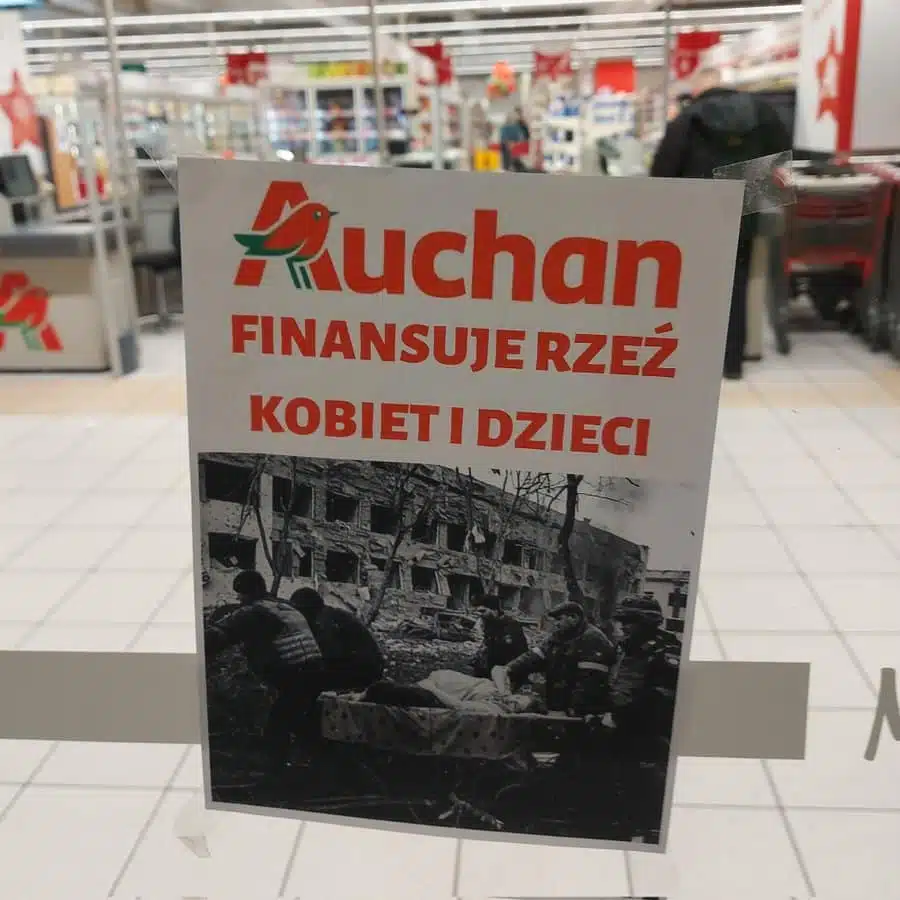 Auchan
FINANSUJE RZEŹ
KOBIET I DZIECI